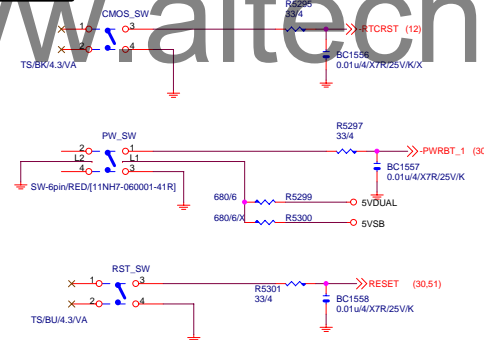 w.aitech
CMOS_SW
R5295
33/4
1
3
-RTCRST (12)
2
4
BC1556
0.01u/4/X7R/25V/K/X
TS/BK/4.3/VA
PW_SW
R5297
33/4
2
1
-PWRBT_1 (30
L2
L1
4
3
BC1557
0.01u/4/X7R/25V/K
SW-6pin/RED/[11NH7-060001-41R]
680/6
R5299
5VDUAL
680/6/X
R5300
5VSB
RST_SW
1
3
R5301
33/4
RESET (30,51)
2
4
BC1558
0.01u/4/X7R/25V/K
TS/BU/4.3/VA